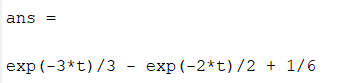 ans =
exp(-3*t)/3 - exp(-2*t)/2 + 1/6